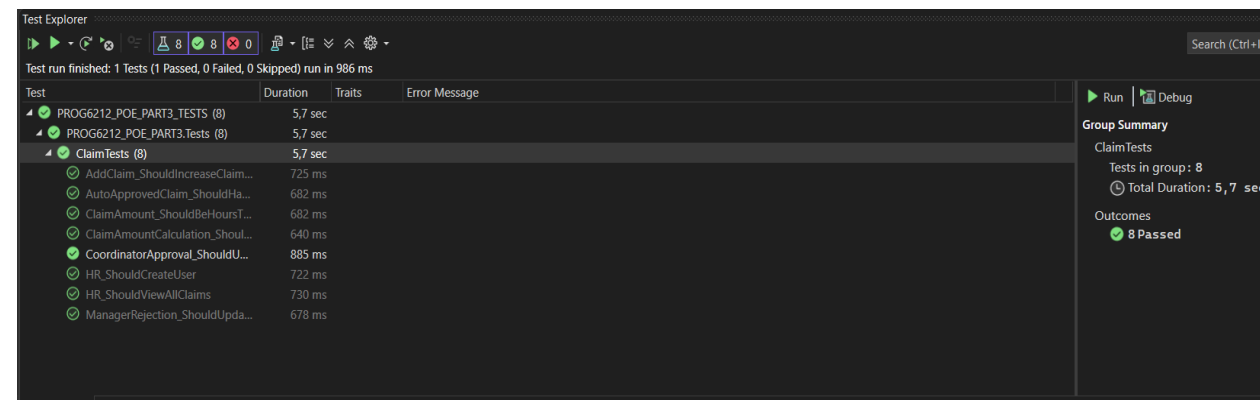 Test Explorer
8 8 0 Search (Ctrl+I
Test run finished: 1 Tests (1 Passed, 0 Failed, 0 Skipped) run in 986 ms
Test Duration Traits Error Message
Run Debug
PROG6212_POE_PART3_TESTS (8) 5,7 sec
Group Summary
PROG6212_POE_PART3.Tests (8) 5,7 sec
ClaimTests
ClaimTests (8) 5,7 sec
Tests in group: 8
AddClaim_ShouldIncreaseClaim... 725 ms
Total Duration: 5,7 sec
AutoApprovedClaim_ShouldHa... 682 ms
ClaimAmount_ShouldBeHoursT... 682 ms
Outcomes
ClaimAmountCalculation_Shoul... 640 ms
8 Passed
CoordinatorApproval_ShouldU... 885 ms
HR_ShouldCreateUser 722 ms
HR_ShouldViewAllClaims 730 ms
ManagerRejection_ShouldUpda... 678 ms